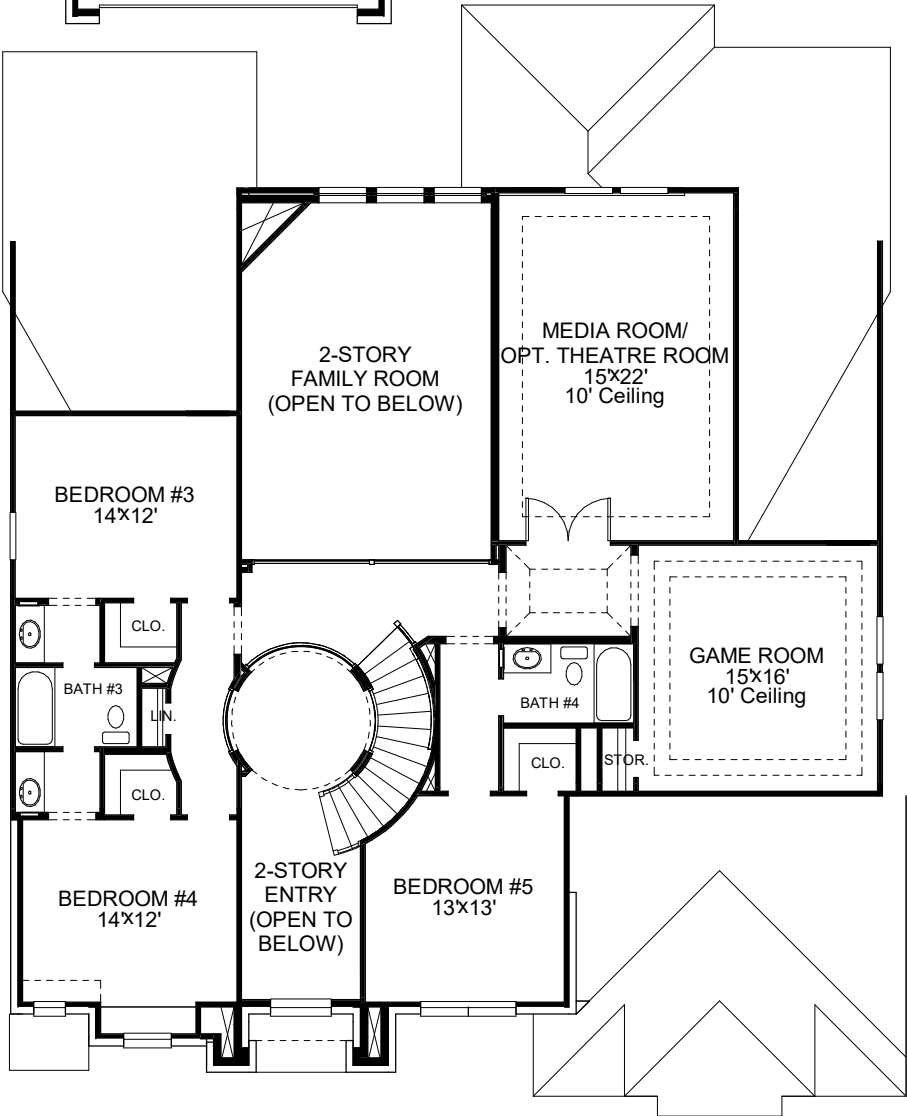 2-STORY
FAMILY ROOM
(OPEN TO BELOW)
MEDIA ROOM/
OPT. THEATRE ROOM
15'X22'
10' Ceiling
BEDROOM #3
14'X12'
CLO.
BATH #3
LIN.
CLO.
GAME ROOM
15'X16'
10' Ceiling
BATH #4
CLO.
STOR.
2-STORY
ENTRY
(OPEN TO
BELOW)
BEDROOM #4
14'X12'
BEDROOM #5
13'X13'